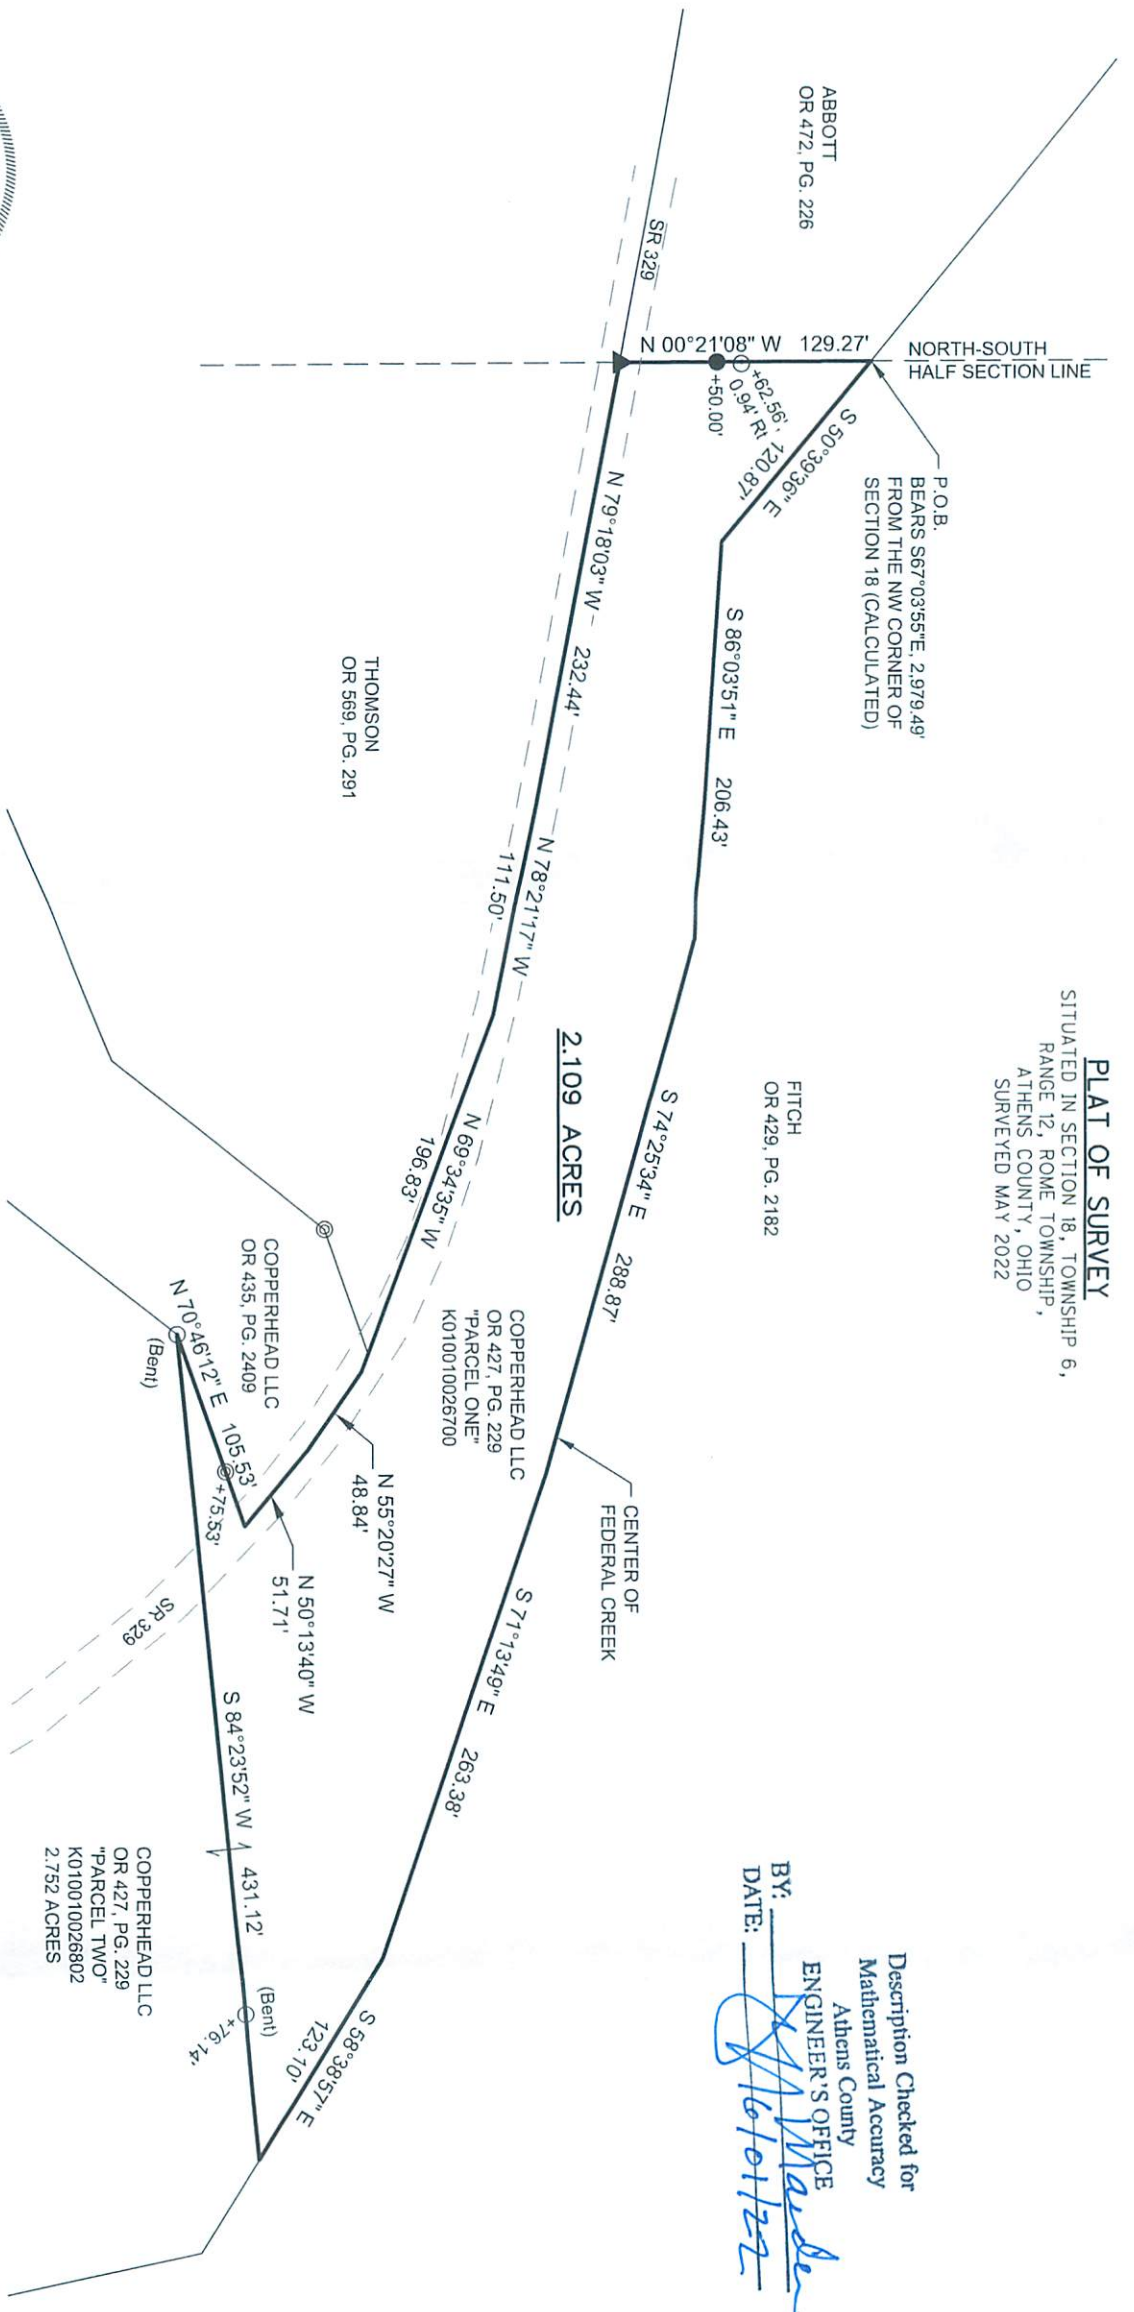 PLAT OF SURVEY
SITUATED IN SECTION 18, TOWNSHIP 6,
RANGE 12, ROME TOWNSHIP,
ATHENS COUNTY, OHIO
SURVEYED MAY 2022
Description Checked for
Mathematical Accuracy
Athens County
ENGINEER'S OFFICE
BY:
DATE: 6/01/22
ABBOTT
OR 472, PG. 226
NORTH-SOUTH
HALF SECTION LINE
P.O.B.
BEARS S67°03'55"E, 2,979.49'
FROM THE NW CORNER OF
SECTION 18 (CALCULATED)
N 00°21'08" W 129.27'
+62.56',
0.94' Rt
+50.00'
S 50°39'36" E
120.87'
S 86°03'51" E 206.43'
FITCH
OR 429, PG. 2182
S 74°25'34" E 288.87'
CENTER OF
FEDERAL CREEK
S 71°13'49" E 263.38'
S 58°38'57" E
123.10'
SR 329
N 79°18'03" W 232.44'
N 78°21'17" W
111.50'
2.109 ACRES
N 69°34'35" W
196.83'
COPPERHEAD LLC
OR 427, PG. 229
"PARCEL ONE"
K010010026700
N 55°20'27" W
48.84'
N 50°13'40" W
51.71'
THOMSON
OR 569, PG. 291
COPPERHEAD LLC
OR 435, PG. 2409
N 70°46'12" E 105.53'
+75.53'
(Bent)
SR 329
S 84°23'52" W 431.12'
(Bent)
+76.14'
COPPERHEAD LLC
OR 427, PG. 229
"PARCEL TWO"
K010010026802
2.752 ACRES